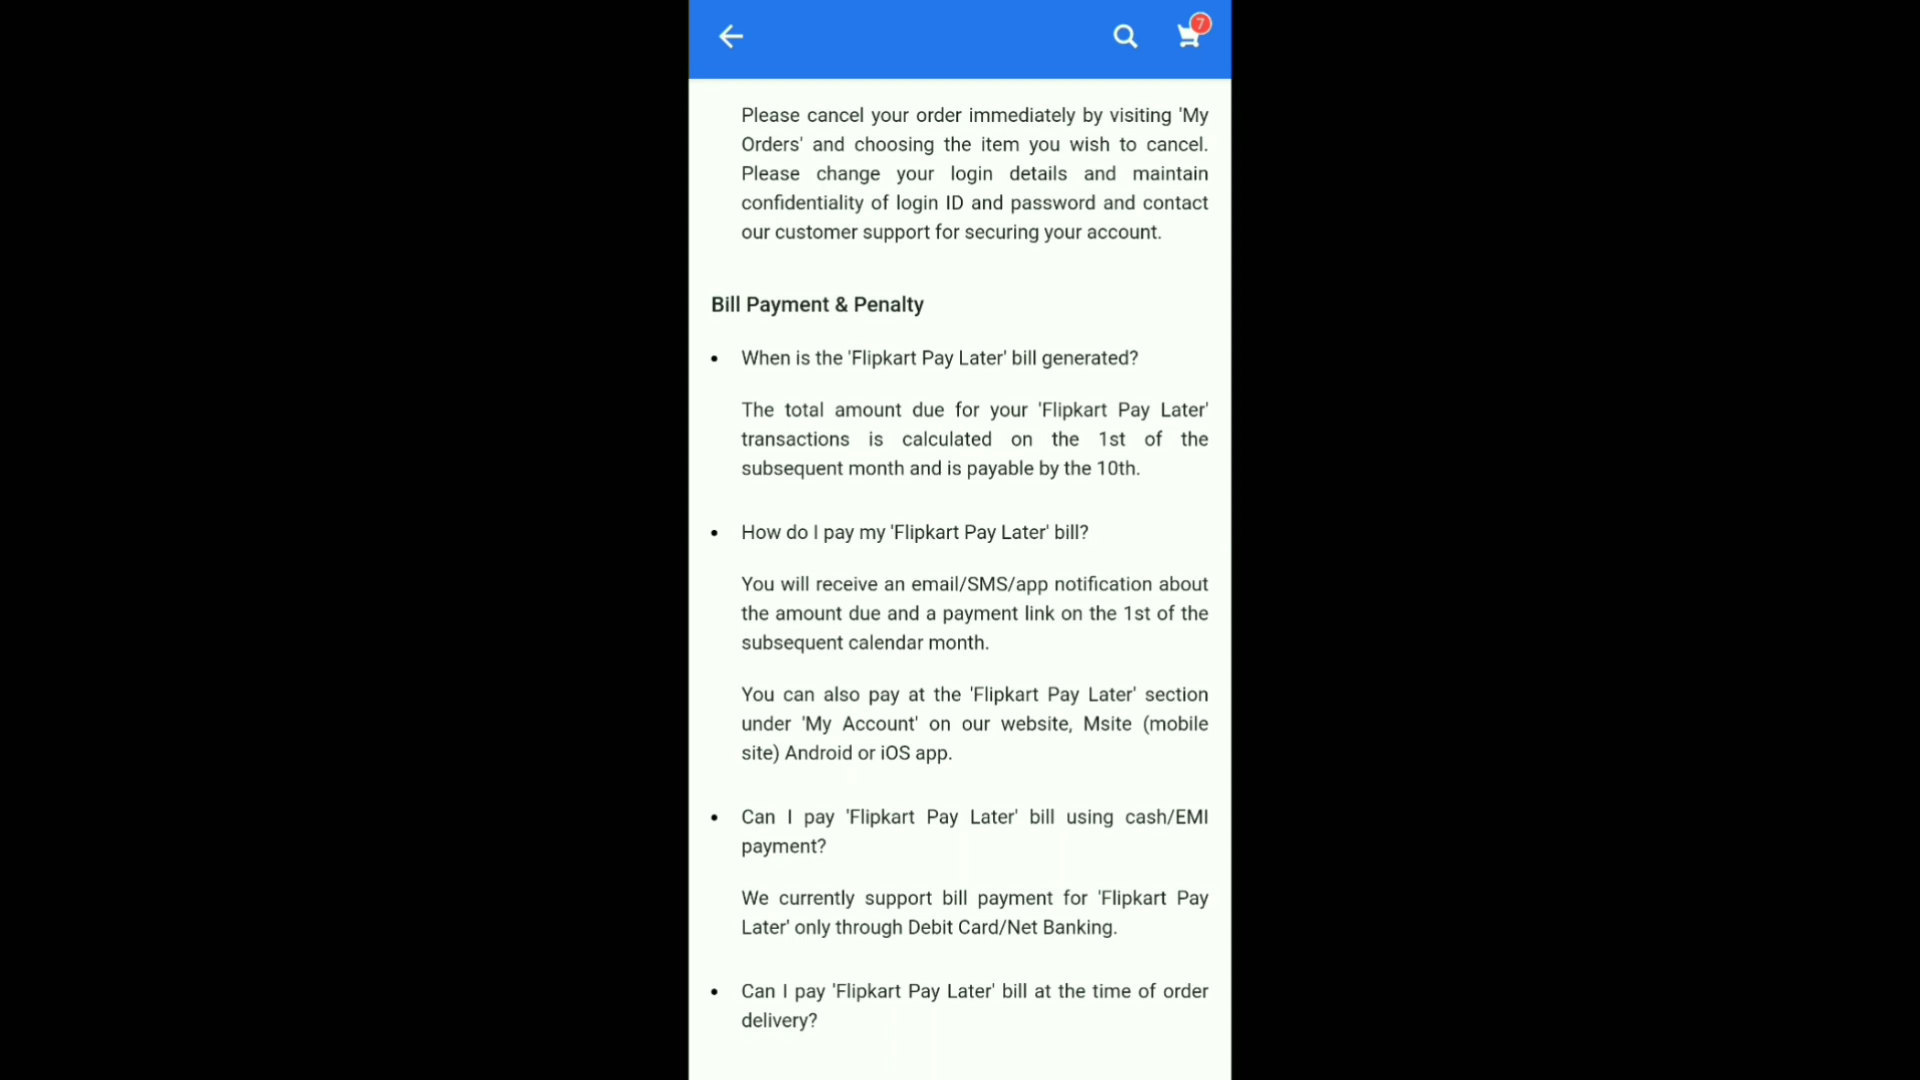 7
Please cancel your order immediately by visiting 'My
Orders' and choosing the item you wish to cancel.
Please change your login details and maintain
confidentiality of login ID and password and contact
our customer support for securing your account.
Bill Payment & Penalty
• When is the 'Flipkart Pay Later' bill generated?
The total amount due for your 'Flipkart Pay Later'
transactions is calculated on the 1st of the
subsequent month and is payable by the 10th.
• How do I pay my 'Flipkart Pay Later' bill?
You will receive an email/SMS/app notification about
the amount due and a payment link on the 1st of the
subsequent calendar month.
You can also pay at the 'Flipkart Pay Later' section
under 'My Account' on our website, Msite (mobile
site) Android or iOS app.
• Can I pay 'Flipkart Pay Later' bill using cash/EMI
payment?
We currently support bill payment for 'Flipkart Pay
Later' only through Debit Card/Net Banking.
• Can I pay 'Flipkart Pay Later' bill at the time of order
delivery?